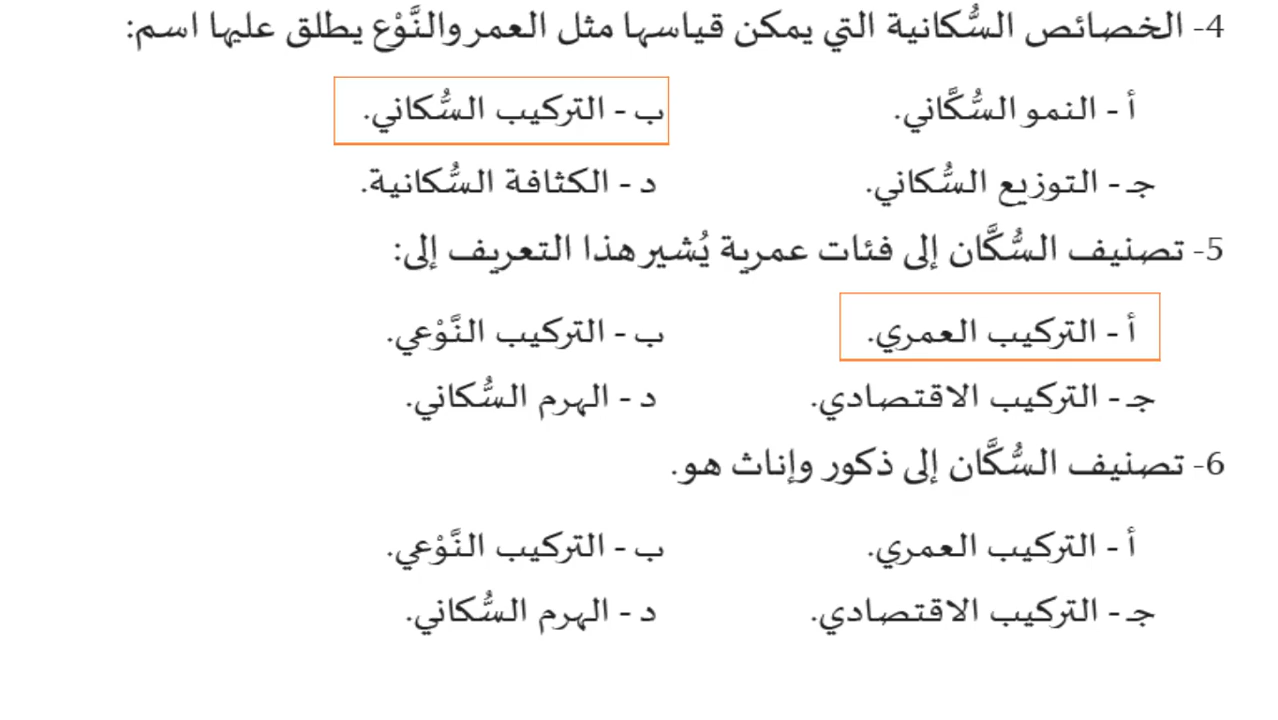 4- الخصائص السُّكانية التي يمكن قياسها مثل العمر والنَّوْع يطلق عليها اسم:
أ - النمو السُّكَّاني. ب - التركيب السُّكاني.
جـ - التوزيع السُّكاني. د - الكثافة السُّكانية.
5- تصنيف السُّكَّان إلى فئات عمرية يُشير هذا التعريف إلى:
أ - التركيب العمري. ب - التركيب النَّوْعي.
جـ - التركيب الاقتصادي. د - الهرم السُّكاني.
6- تصنيف السُّكَّان إلى ذكور وإناث هو.
أ - التركيب العمري. ب - التركيب النَّوْعي.
جـ - التركيب الاقتصادي. د - الهرم السُّكاني.